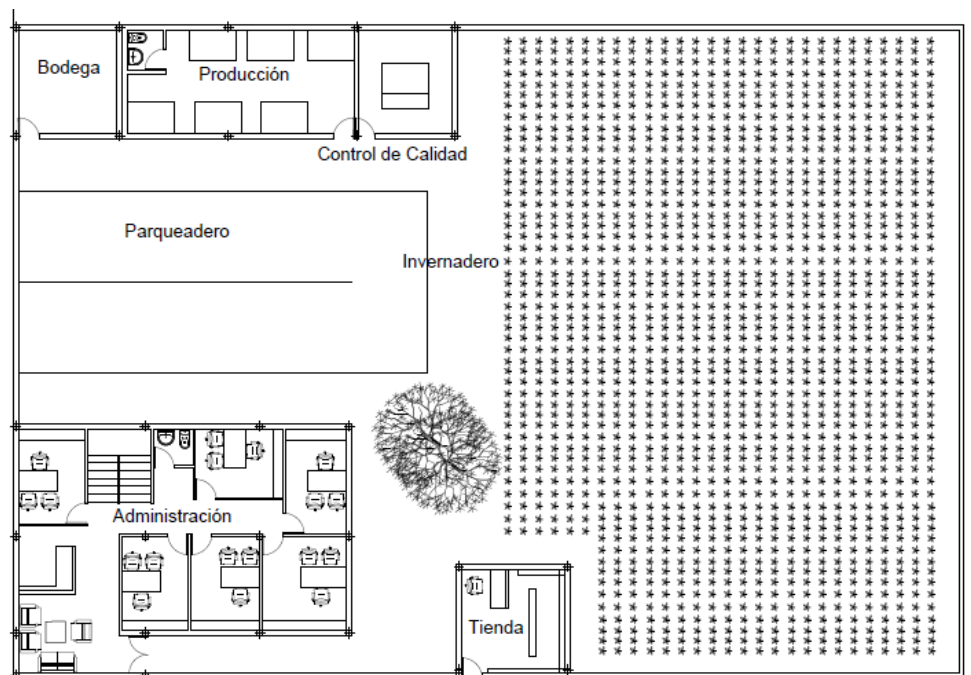 Bodega
Producción
Control de Calidad
Parqueadero
Invernadero
Administración
Tienda